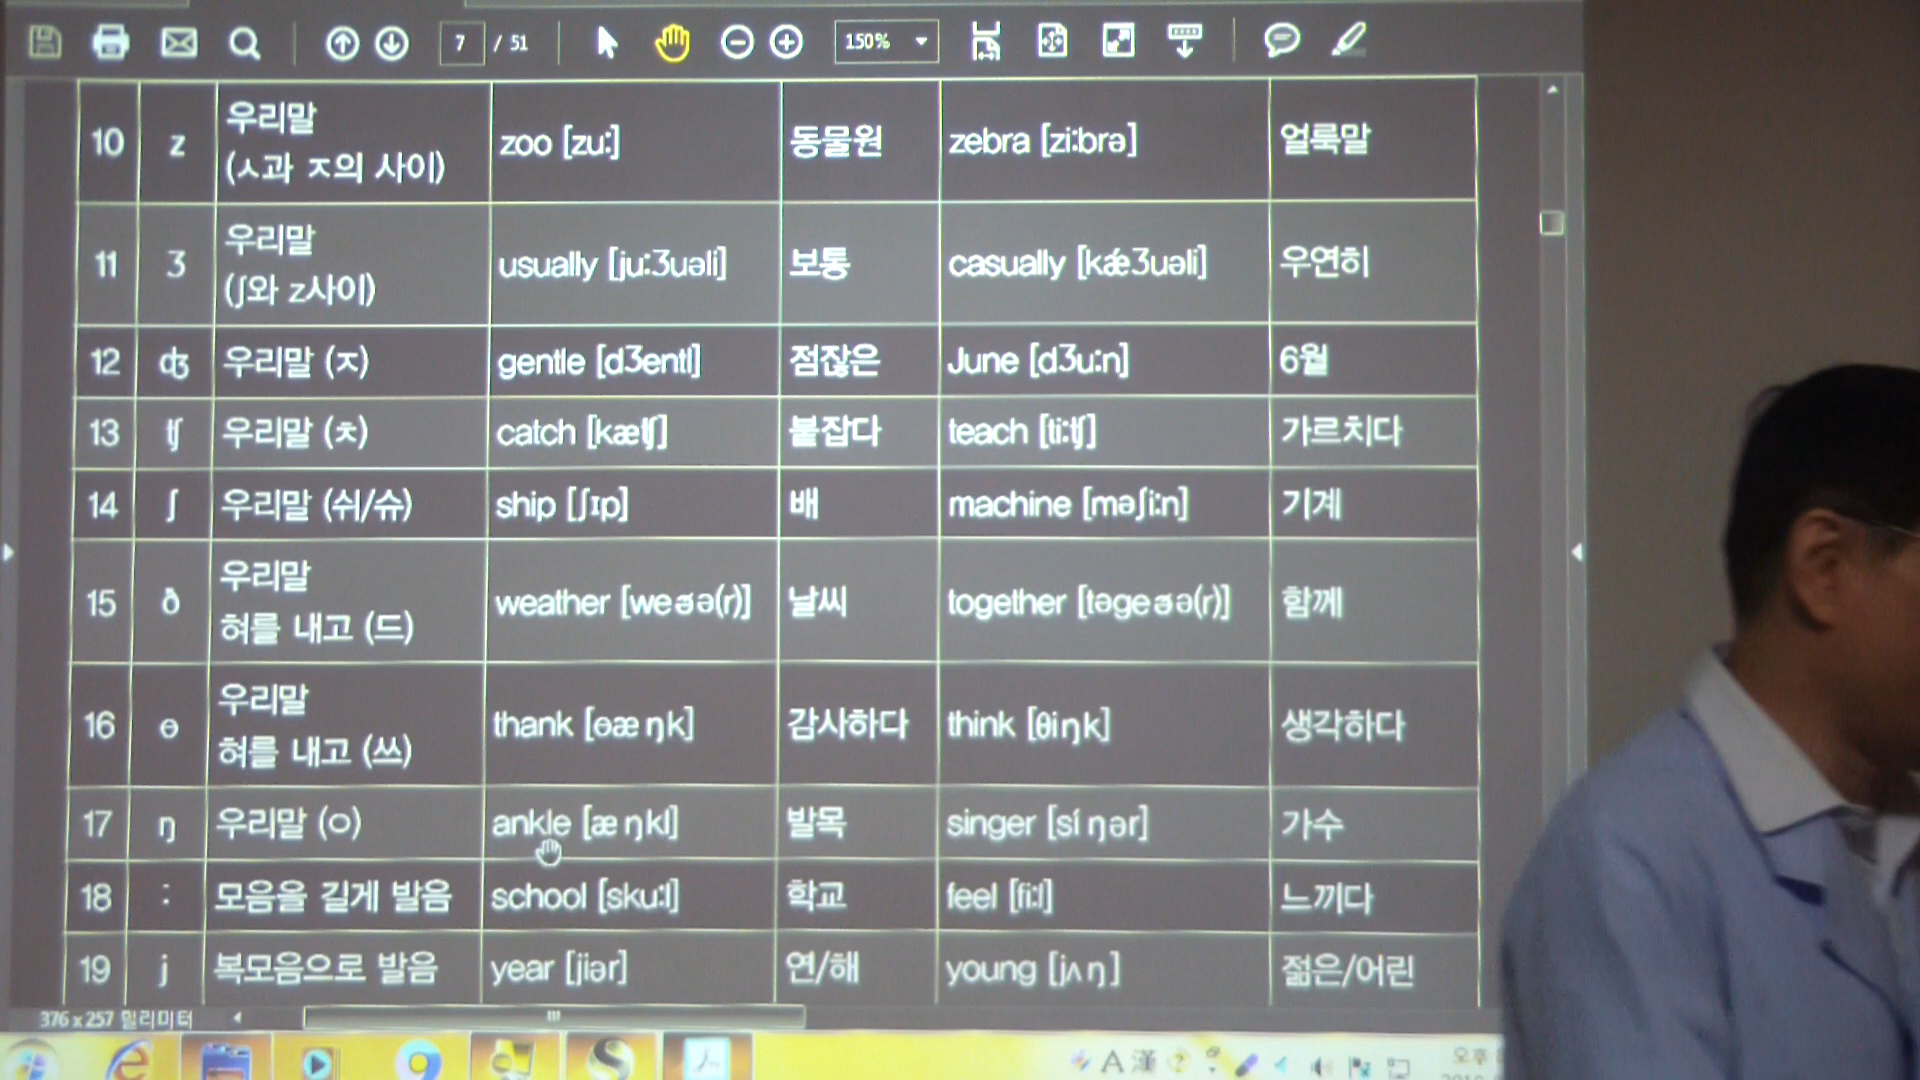 7 / 51 150%
10 z 우리말 (ㅅ과 ㅈ의 사이) zoo [zu:] 동물원 zebra [zi:brə] 얼룩말
11 ʒ 우리말 (ʃ와 z사이) usually [ju:ʒuəli] 보통 casually [kǽʒuəli] 우연히
12 ʤ 우리말 (ㅈ) gentle [dʒentl] 점잖은 June [dʒu:n] 6월
13 ʧ 우리말 (ㅊ) catch [kæʧ] 붙잡다 teach [ti:ʧ] 가르치다
14 ʃ 우리말 (쉬/슈) ship [ʃɪp] 배 machine [məʃi:n] 기계
15 ð 우리말 혀를 내고 (드) weather [weðə(r)] 날씨 together [təgeðə(r)] 함께
16 ɵ 우리말 혀를 내고 (쓰) thank [ɵæŋk] 감사하다 think [θiŋk] 생각하다
17 ŋ 우리말 (ㅇ) ankle [æŋkl] 발목 singer [síŋər] 가수
18 : 모음을 길게 발음 school [sku:l] 학교 feel [fi:l] 느끼다
19 j 복모음으로 발음 year [jiər] 연/해 young [jʌŋ] 젊은/어린
376 x 257 밀리미터
A 漢 오후